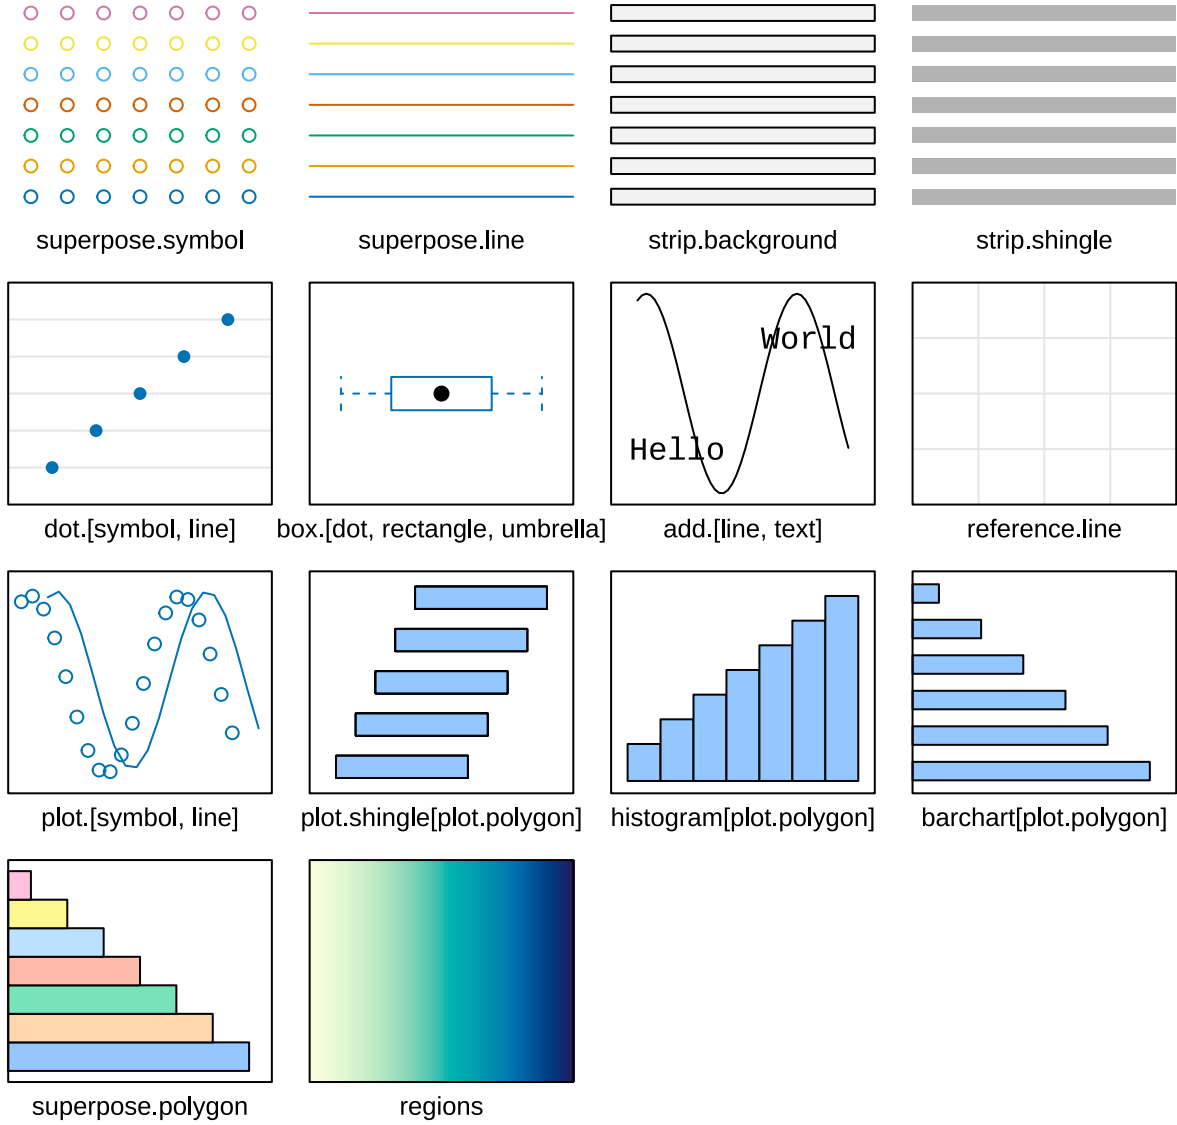 superpose.symbol
superpose.line
strip.background
strip.shingle
World
Hello
dot.[symbol, line]
box.[dot, rectangle, umbrella]
add.[line, text]
reference.line
plot.[symbol, line]
plot.shingle[plot.polygon]
histogram[plot.polygon]
barchart[plot.polygon]
superpose.polygon
regions